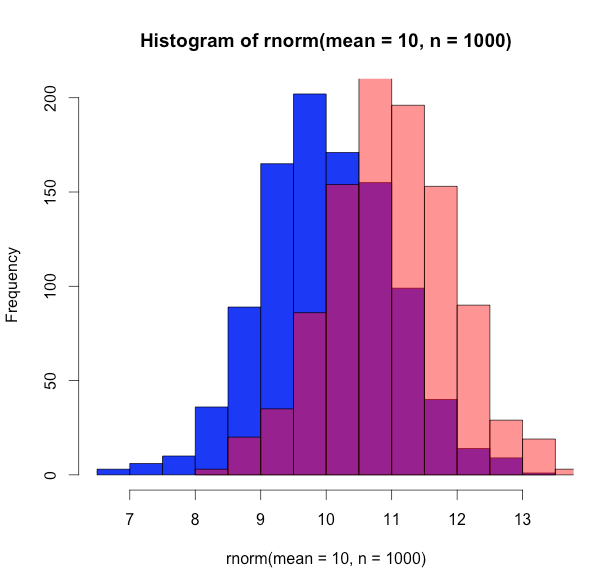 Histogram of rnorm(mean = 10, n = 1000)
200
150
100
50
0
Frequency
7 8 9 10 11 12 13
rnorm(mean = 10, n = 1000)